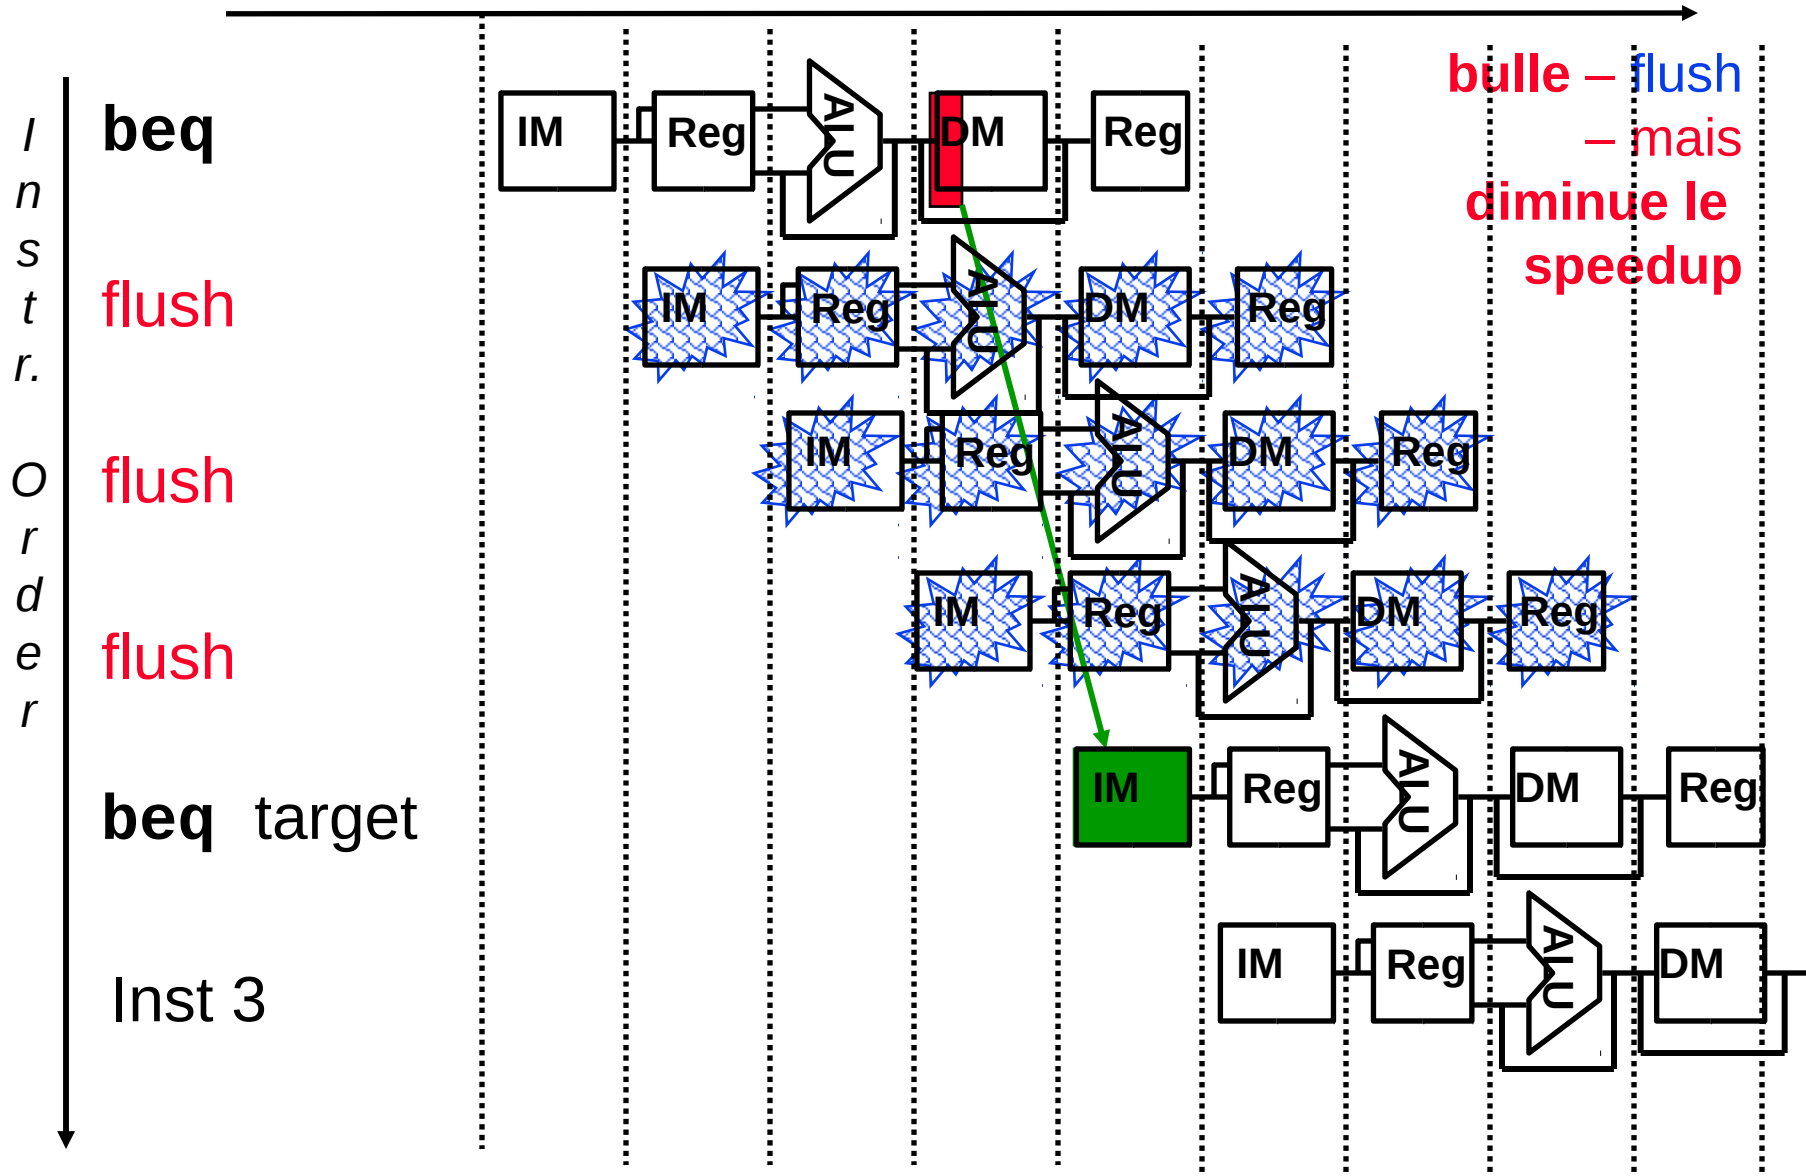 bulle – flush
– mais
diminue le
speedup
Instr. Order
beq
IM Reg ALU DM Reg
flush
IM Reg ALU DM Reg
flush
IM Reg ALU DM Reg
flush
IM Reg ALU DM Reg
beq target
IM Reg ALU DM Reg
Inst 3
IM Reg ALU DM